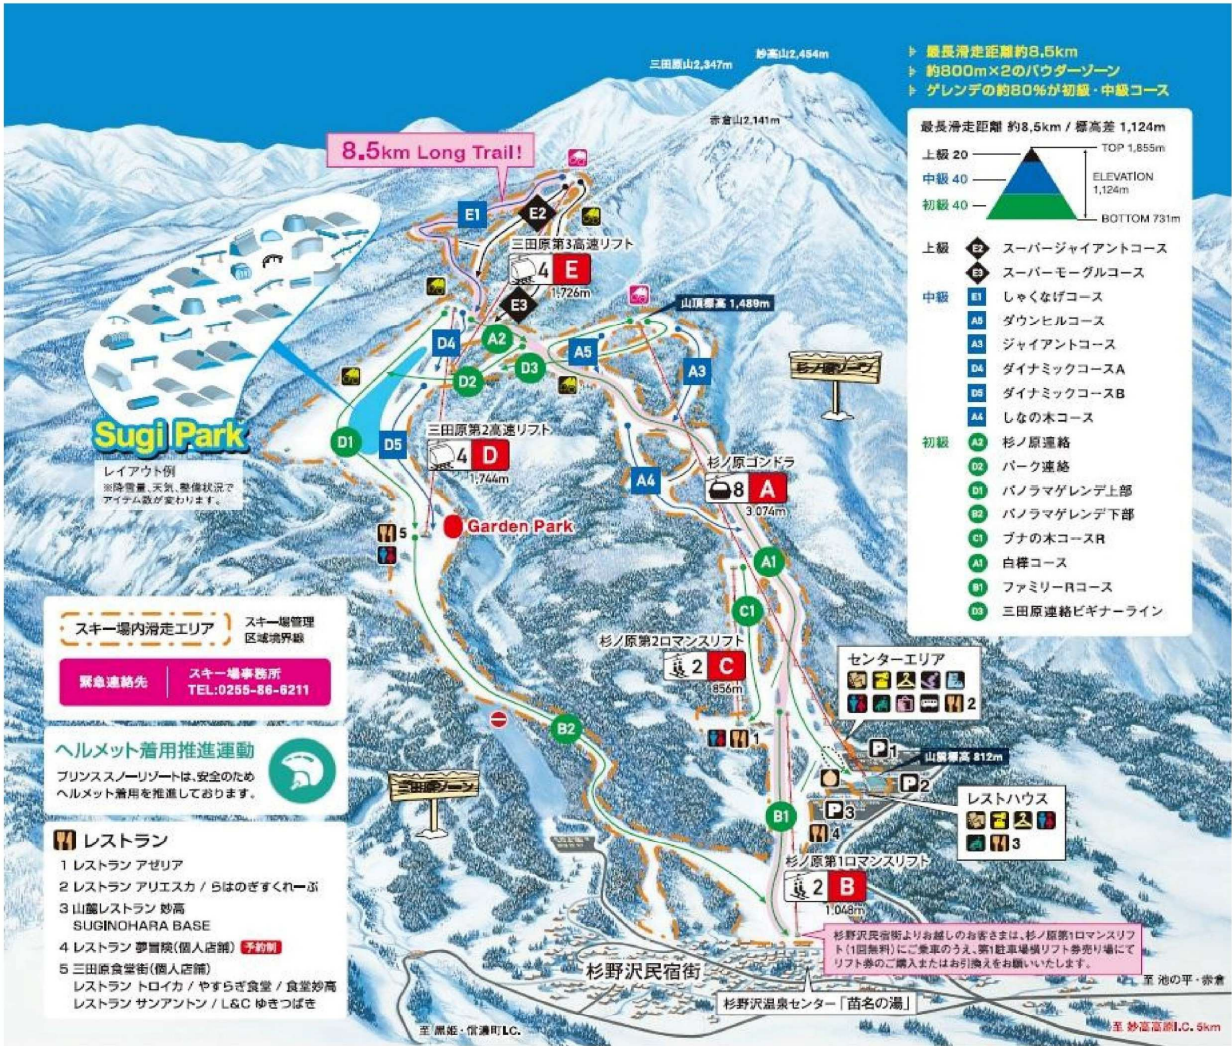 三田原山2,347m
妙高山2,454m
赤倉山2,141m
最長滑走距離約8.5km
約800m×2のパウダーゾーン
ゲレンデの約80%が初級・中級コース
最長滑走距離 約8.5km / 標高差 1,124m
上級 20
中級 40
初級 40
TOP 1,855m
ELEVATION
1,124m
BOTTOM 731m
上級
E2 スーパージャイアントコース
E3 スーパーモーグルコース
中級
E1 しゃくなげコース
A5 ダウンヒルコース
A3 ジャイアントコース
D4 ダイナミックコースA
D5 ダイナミックコースB
A4 しなの木コース
初級
A2 杉ノ原連絡
D2 パーク連絡
D1 パノラマゲレンデ上部
B2 パノラマゲレンデ下部
C1 ブナの木コースR
A1 白樺コース
B1 ファミリーRコース
D3 三田原連絡ビギナーライン
8.5km Long Trail!
E1
E2
三田原第3高速リフト
4 E
1,726m
E3
山頂標高 1,489m
D4
A2
A5
D3
D2
A3
杉ノ原ゾーン
Sugi Park
レイアウト例
※降雪量、天気、整備状況で
アイテム数が変わります。
D1
D5
三田原第2高速リフト
4 D
1,744m
A4
杉ノ原ゴンドラ
8 A
3,074m
5
Garden Park
A1
C1
杉ノ原第2ロマンスリフト
2 C
856m
センターエリア
2
1
P1
山麓標高 812m
P2
P3
4
レストハウス
3
B2
三田原ゾーン
B1
杉ノ原第1ロマンスリフト
2 B
1,048m
スキー場内滑走エリア
スキー場管理
区域境界線
緊急連絡先
スキー場事務所
TEL:0255-86-6211
ヘルメット着用推進運動
プリンススノーリゾートは、安全のため
ヘルメット着用を推進しております。
レストラン
1 レストラン アゼリア
2 レストラン アリエスカ / らはのぎすくれーぷ
3 山麓レストラン 妙高
SUGINOHARA BASE
4 レストラン 夢冒険(個人店舗) 予約制
5 三田原食堂街(個人店舗)
レストラン トロイカ / やすらぎ食堂 / 食堂妙高
レストラン サンアントン / L&C ゆきつばき
杉野沢民宿街よりお越しのお客さまは、杉ノ原第1ロマンスリフ
ト(1回無料)にご乗車のうえ、第1駐車場横リフト券売り場にて
リフト券のご購入またはお引換えをお願いいたします。
杉野沢民宿街
杉野沢温泉センター「苗名の湯」
至 池の平・赤倉
至 黒姫・信濃町I.C.
至 妙高高原I.C. 5km